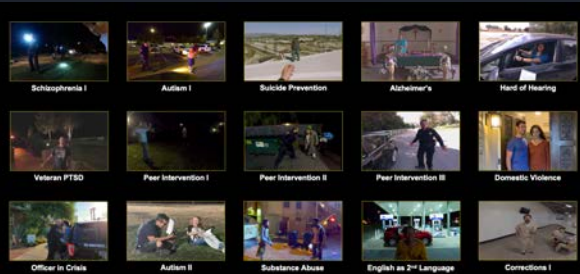 Schizophrenia I
Autism I
Suicide Prevention
Alzheimer's
Hard of Hearing
Veteran PTSD
Peer Intervention I
Peer Intervention II
Peer Intervention III
Domestic Violence
Officer in Crisis
Autism II
Substance Abuse
English as 2nd Language
Corrections I